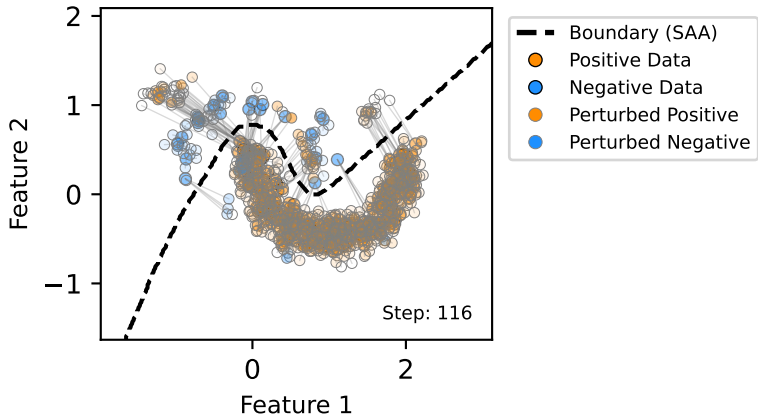 2
1
0
−1
Feature 2
0
2
Feature 1
Step: 116
Boundary (SAA)
Positive Data
Negative Data
Perturbed Positive
Perturbed Negative